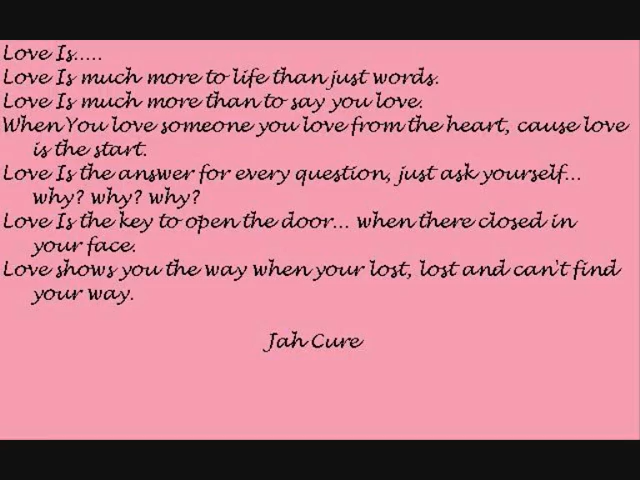 Love Is.....
Love Is much more to life than just words.
Love Is much more than to say you love.
When You love someone you love from the heart, cause love
is the start.
Love Is the answer for every question, just ask yourself...
why? why? why?
Love Is the key to open the door... when there closed in
your face.
Love shows you the way when your lost, lost and can't find
your way.
Jah Cure